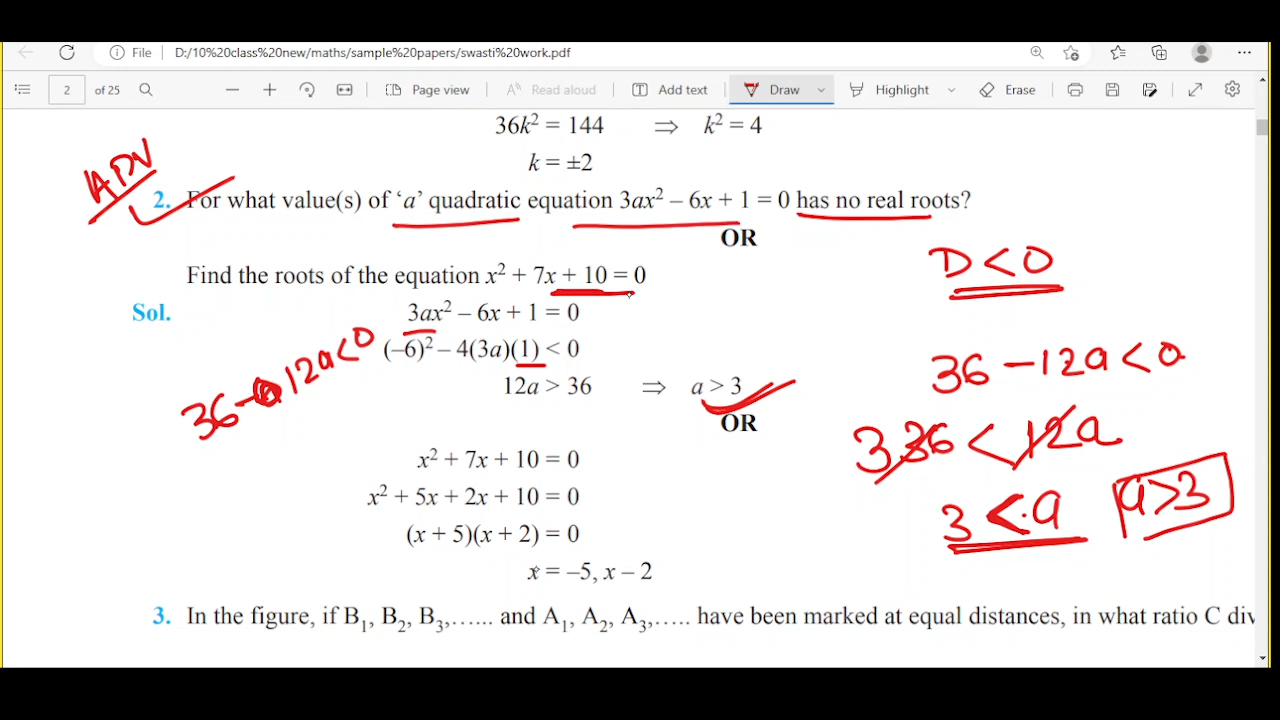 File D:/10%20class%20new/maths/sample%20papers/swasti%20work.pdf
2 of 25 Page view Read aloud Add text Draw Highlight Erase
36k² = 144 ⇒ k² = 4
k = ±2
ADV
2. For what value(s) of ‘a’ quadratic equation 3ax² – 6x + 1 = 0 has no real roots?
OR
D < 0
Find the roots of the equation x² + 7x + 10 = 0
Sol.
3ax² – 6x + 1 = 0
(–6)² – 4(3a)(1) < 0
36 - 12a < 0
36 - 12a < 0
12a > 36 ⇒ a > 3
OR
3 36 < 12a
x² + 7x + 10 = 0
x² + 5x + 2x + 10 = 0
3 < a a > 3
(x + 5)(x + 2) = 0
x = –5, x – 2
3. In the figure, if B₁, B₂, B₃,…... and A₁, A₂, A₃,….. have been marked at equal distances, in what ratio C div